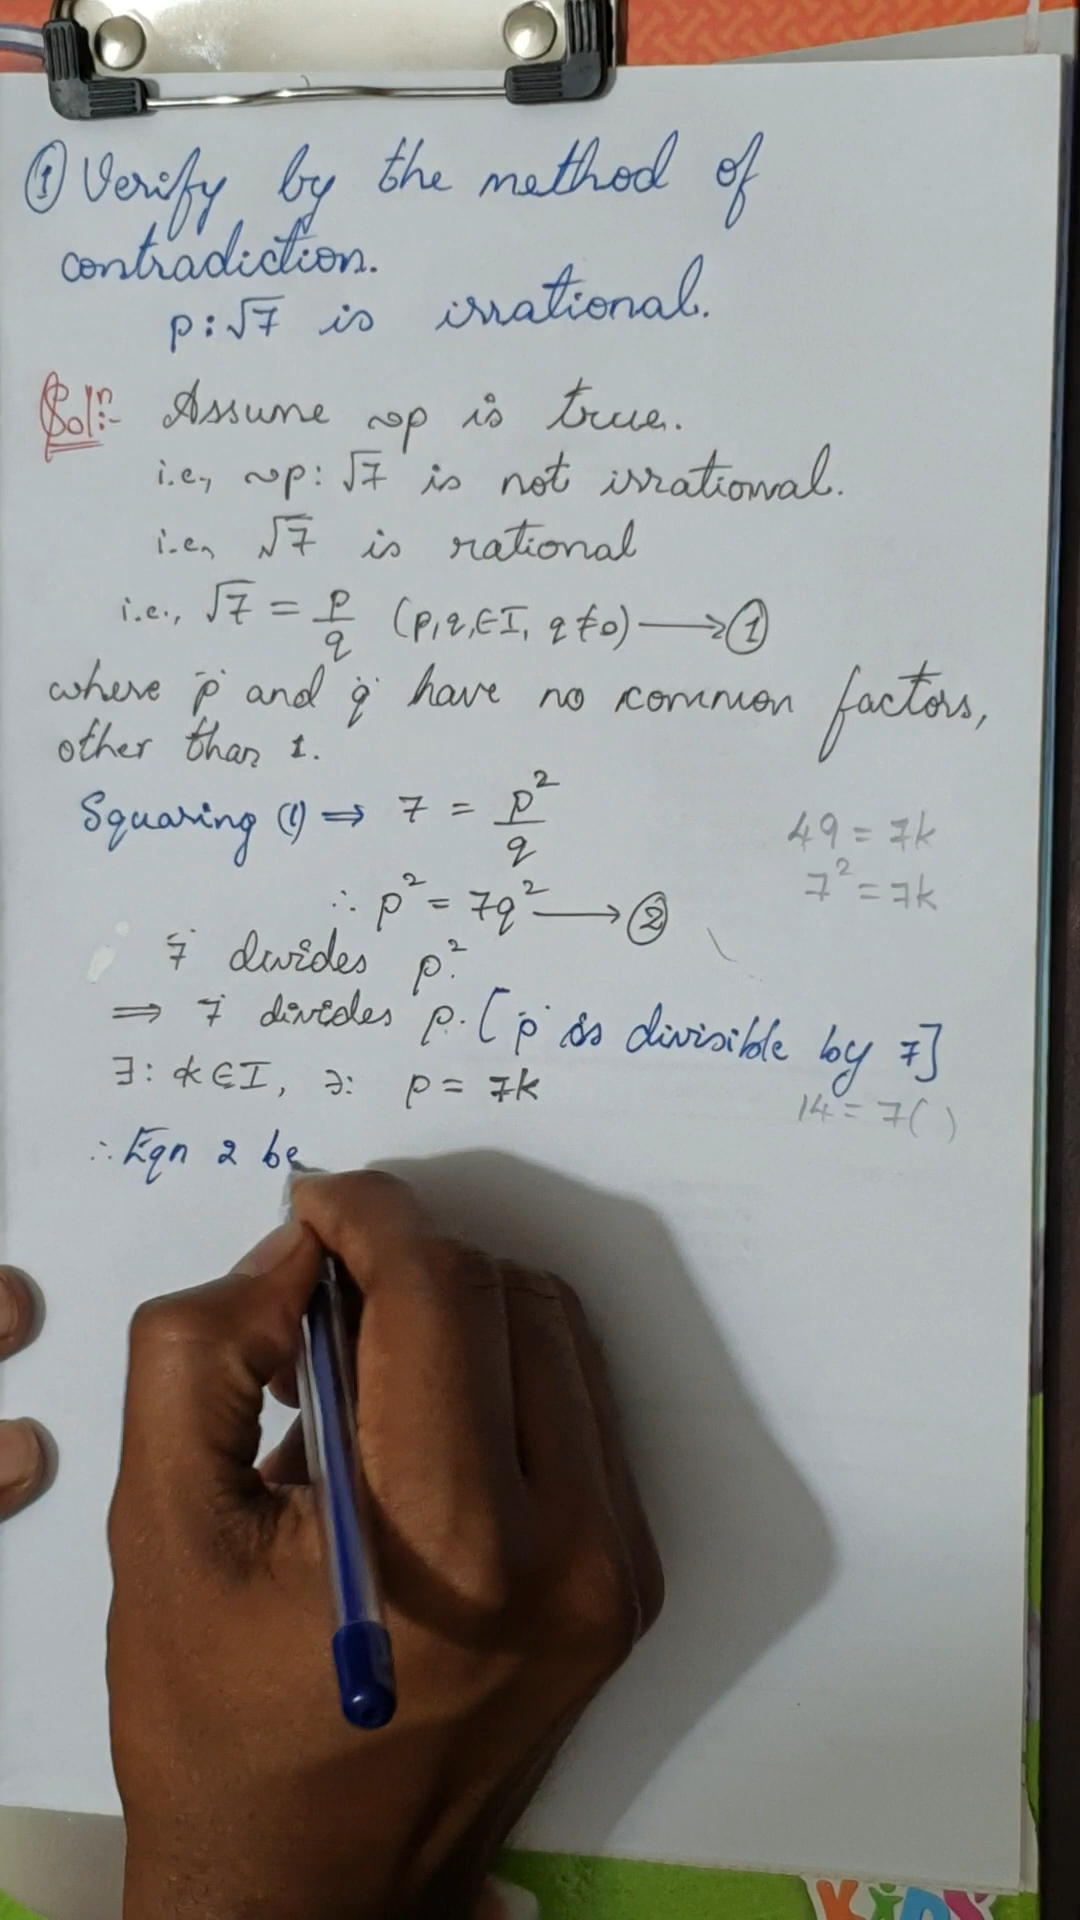 ① Verify by the method of
contradiction.
p : √7 is irrational.
Solⁿ:- Assume ~p is true.
i.e., ~p : √7 is not irrational.
i.e., √7 is rational
i.e., √7 = p/q (p, q, ∈ I, q ≠ 0) ⟶ ①
where 'p' and 'q' have no common factors,
other than 1.
Squaring (1) ⇒ 7 = p²/q
49 = 7k
7² = 7k
∴ p² = 7q² ⟶ ②
7 divides p².
⇒ 7 divides p. ['p' is divisible by 7]
∃: k ∈ I, ∋: p = 7k
14 = 7( )
∴ Eqn 2 be
KiDS